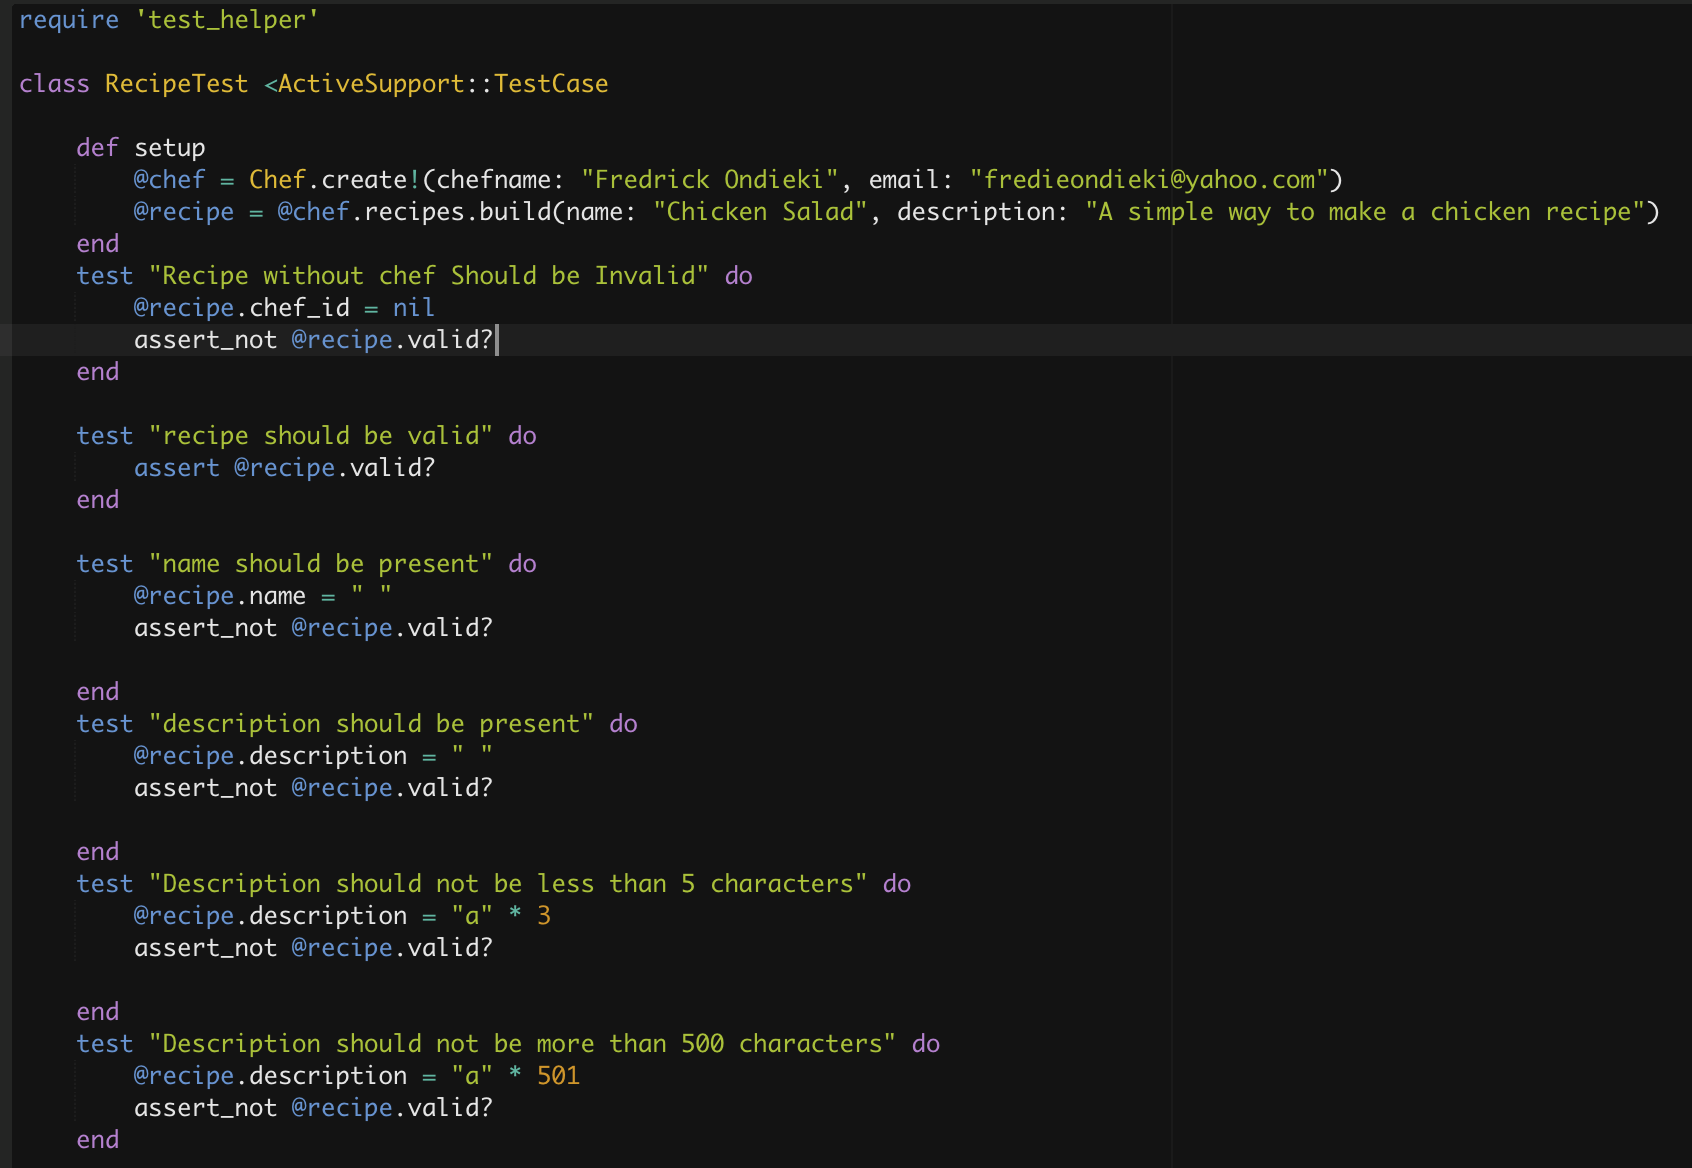 require 'test_helper'
class RecipeTest <ActiveSupport::TestCase
def setup
@chef = Chef.create!(chefname: "Fredrick Ondieki", email: "fredieondieki@yahoo.com")
@recipe = @chef.recipes.build(name: "Chicken Salad", description: "A simple way to make a chicken recipe")
end
test "Recipe without chef Should be Invalid" do
@recipe.chef_id = nil
assert_not @recipe.valid?
end
test "recipe should be valid" do
assert @recipe.valid?
end
test "name should be present" do
@recipe.name = " "
assert_not @recipe.valid?
end
test "description should be present" do
@recipe.description = " "
assert_not @recipe.valid?
end
test "Description should not be less than 5 characters" do
@recipe.description = "a" * 3
assert_not @recipe.valid?
end
test "Description should not be more than 500 characters" do
@recipe.description = "a" * 501
assert_not @recipe.valid?
end